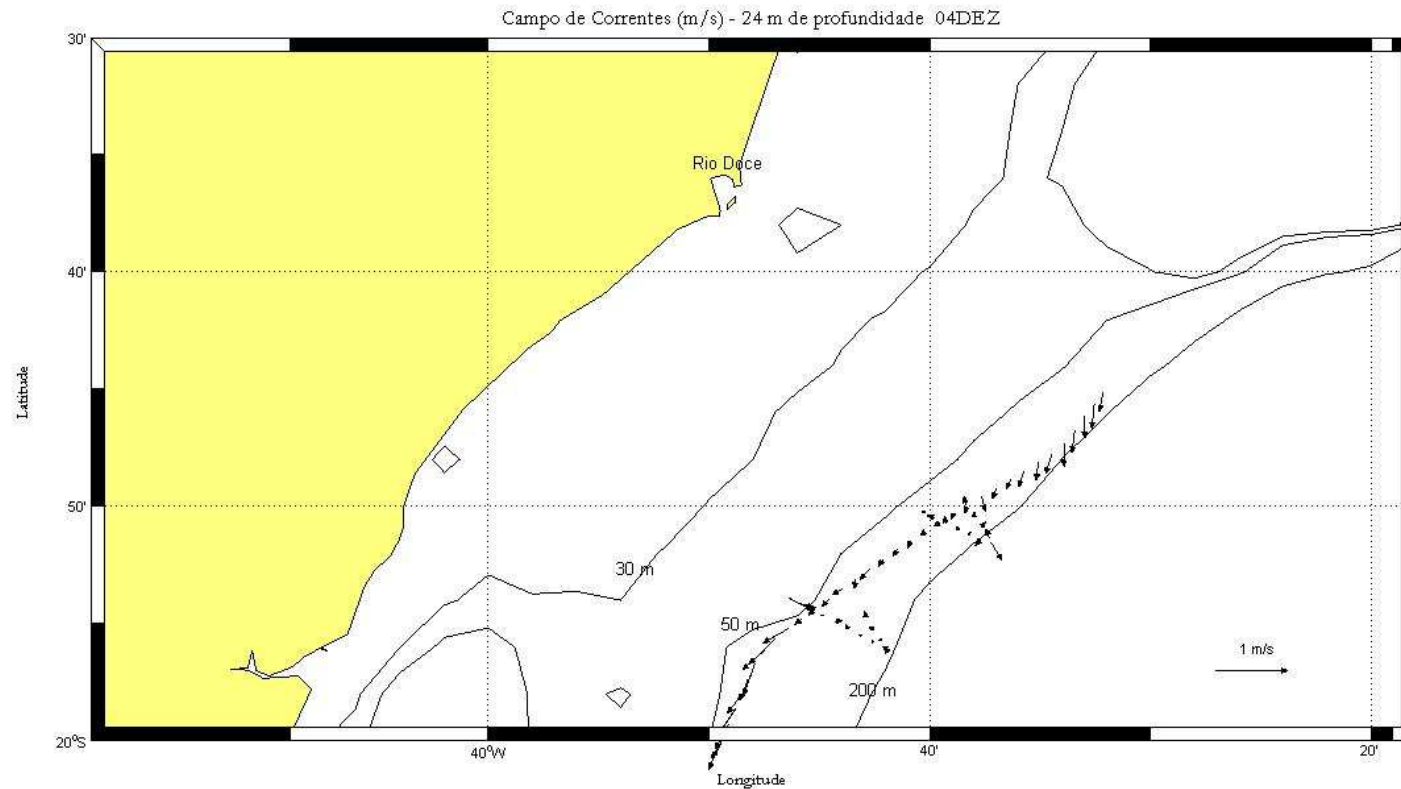 Campo de Correntes (m/s) - 24 m de profundidade 04DEZ
30'
Rio Doce
40'
Latitude
50'
30 m
50 m
1 m/s
200 m
20°S
40°W
40'
20'
Longitude